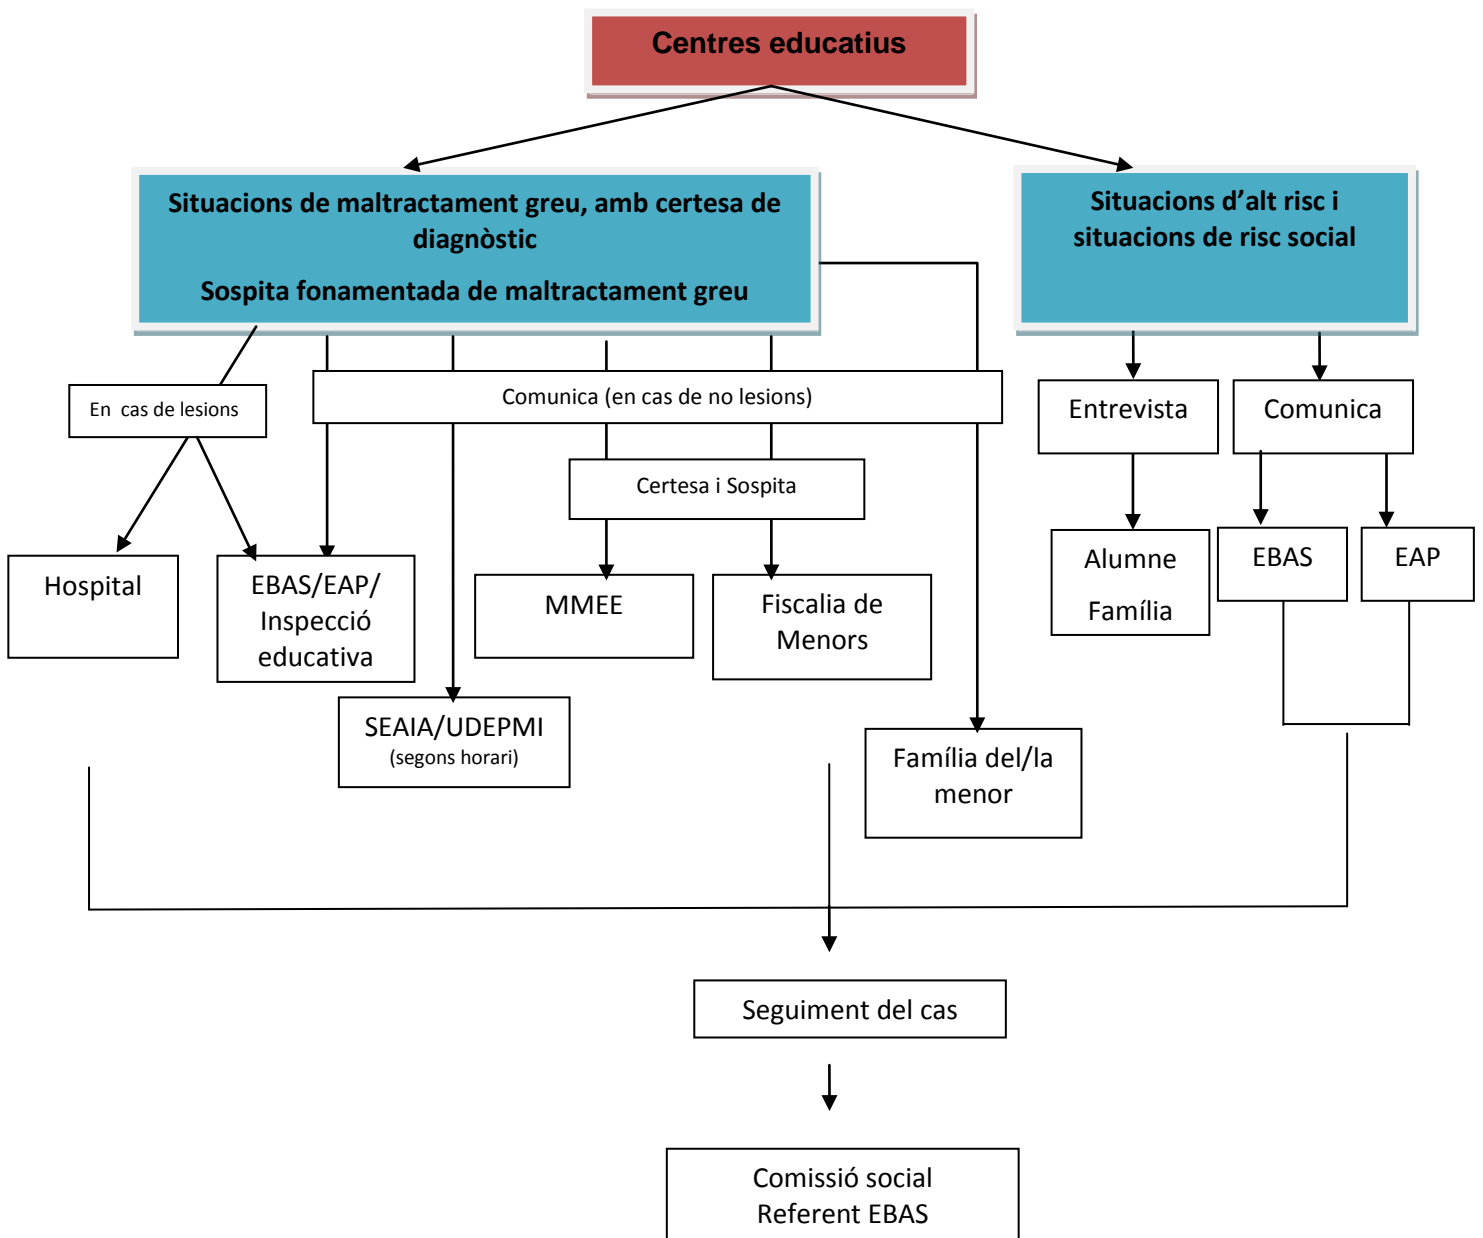 Centres educatius
Situacions de maltractament greu, amb certesa de
diagnòstic
Sospita fonamentada de maltractament greu
Situacions d’alt risc i
situacions de risc social
En cas de lesions
Comunica (en cas de no lesions)
Entrevista
Comunica
Certesa i Sospita
Hospital
EBAS/EAP/
Inspecció
educativa
MMEE
Fiscalia de
Menors
Alumne
Família
EBAS
EAP
SEAIA/UDEPMI
(segons horari)
Família del/la
menor
Seguiment del cas
Comissió social
Referent EBAS